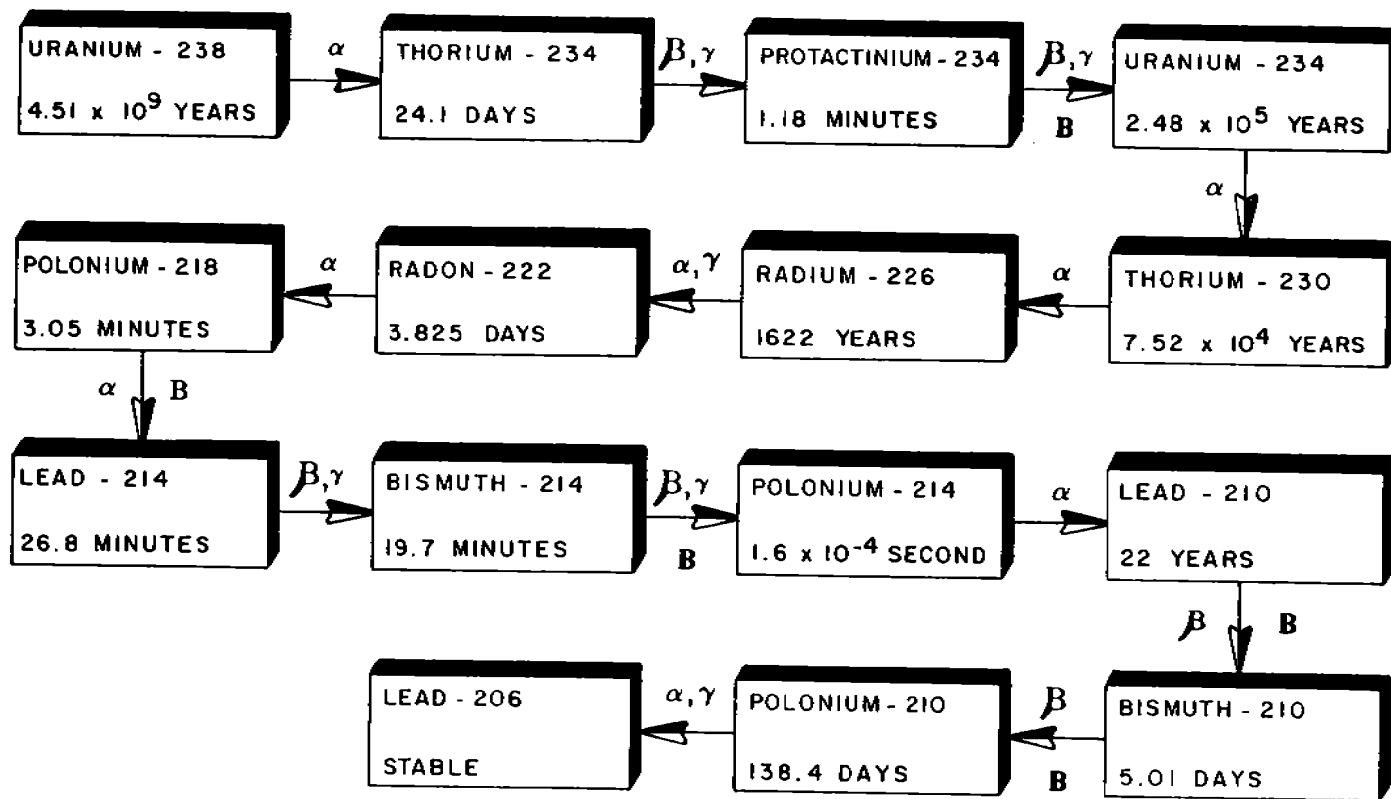 URANIUM - 238
4.51 x 10⁹ YEARS
α
THORIUM - 234
24.1 DAYS
β, γ
PROTACTINIUM - 234
1.18 MINUTES
β, γ
B
URANIUM - 234
2.48 x 10⁵ YEARS
α
THORIUM - 230
7.52 x 10⁴ YEARS
α
RADIUM - 226
1622 YEARS
α, γ
RADON - 222
3.825 DAYS
α
POLONIUM - 218
3.05 MINUTES
α B
LEAD - 214
26.8 MINUTES
β, γ
BISMUTH - 214
19.7 MINUTES
β, γ
B
POLONIUM - 214
1.6 x 10⁻⁴ SECOND
α
LEAD - 210
22 YEARS
β B
BISMUTH - 210
5.01 DAYS
β
B
POLONIUM - 210
138.4 DAYS
α, γ
LEAD - 206
STABLE